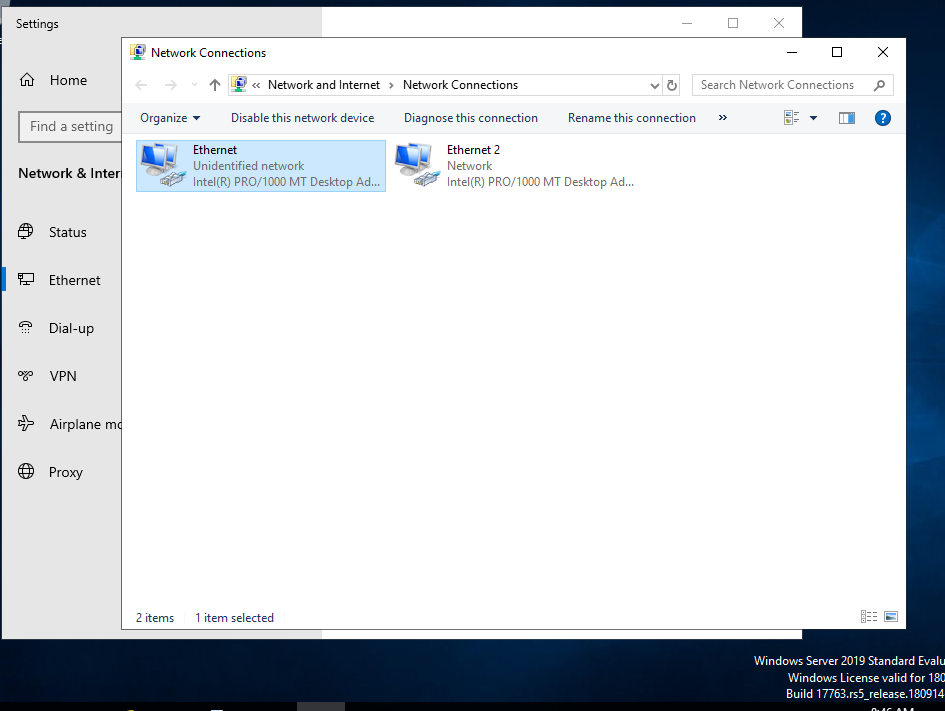 Settings
Network Connections
Home
« Network and Internet › Network Connections
Search Network Connections
Find a setting
Organize
Disable this network device
Diagnose this connection
Rename this connection
»
?
Ethernet
Unidentified network
Intel(R) PRO/1000 MT Desktop Ad...
Ethernet 2
Network
Intel(R) PRO/1000 MT Desktop Ad...
Network & Inter
Status
Ethernet
Dial-up
VPN
Airplane mo
Proxy
2 items
1 item selected
Windows Server 2019 Standard Evalu
Windows License valid for 180
Build 17763.rs5_release.180914